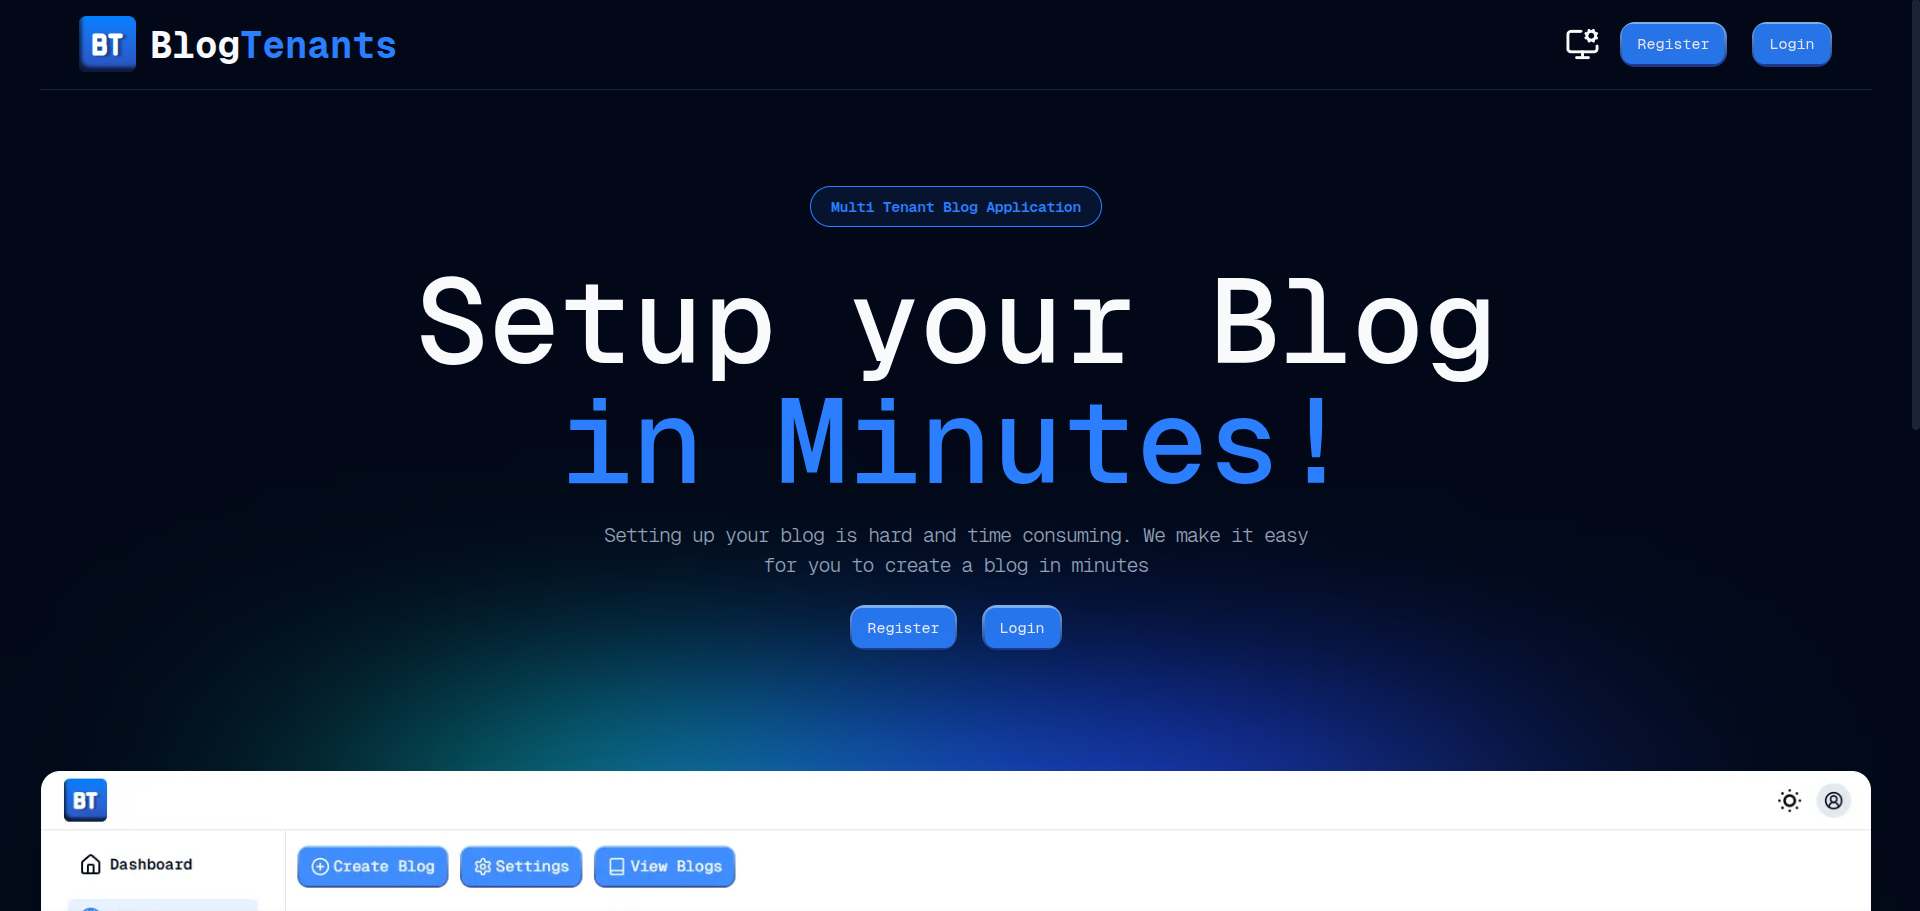 BT BlogTenants Register Login
Multi Tenant Blog Application
Setup your Blog
in Minutes!
Setting up your blog is hard and time consuming. We make it easy
for you to create a blog in minutes
Register Login
BT
Dashboard Create Blog Settings View Blogs